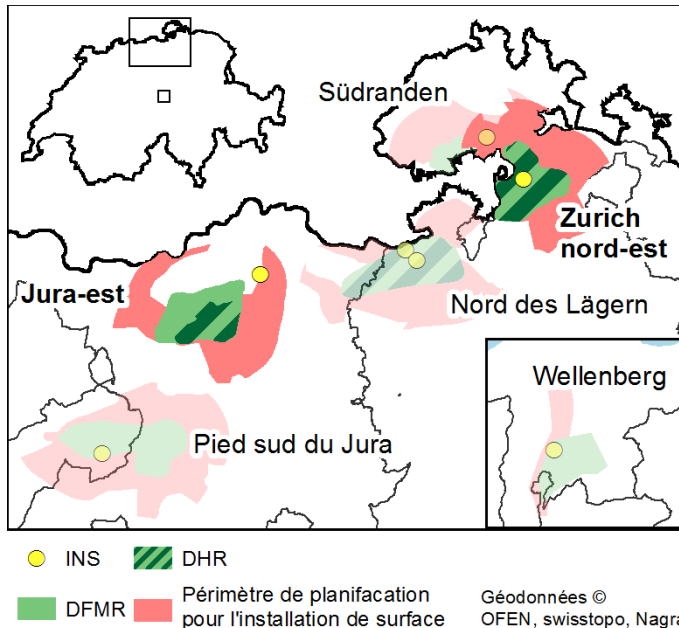 Südranden
Zurich
nord-est
Jura-est
Nord des Lägern
Wellenberg
Pied sud du Jura
INS
DHR
DFMR
Périmètre de planifacation
pour l'installation de surface
Géodonnées ©
OFEN, swisstopo, Nagra